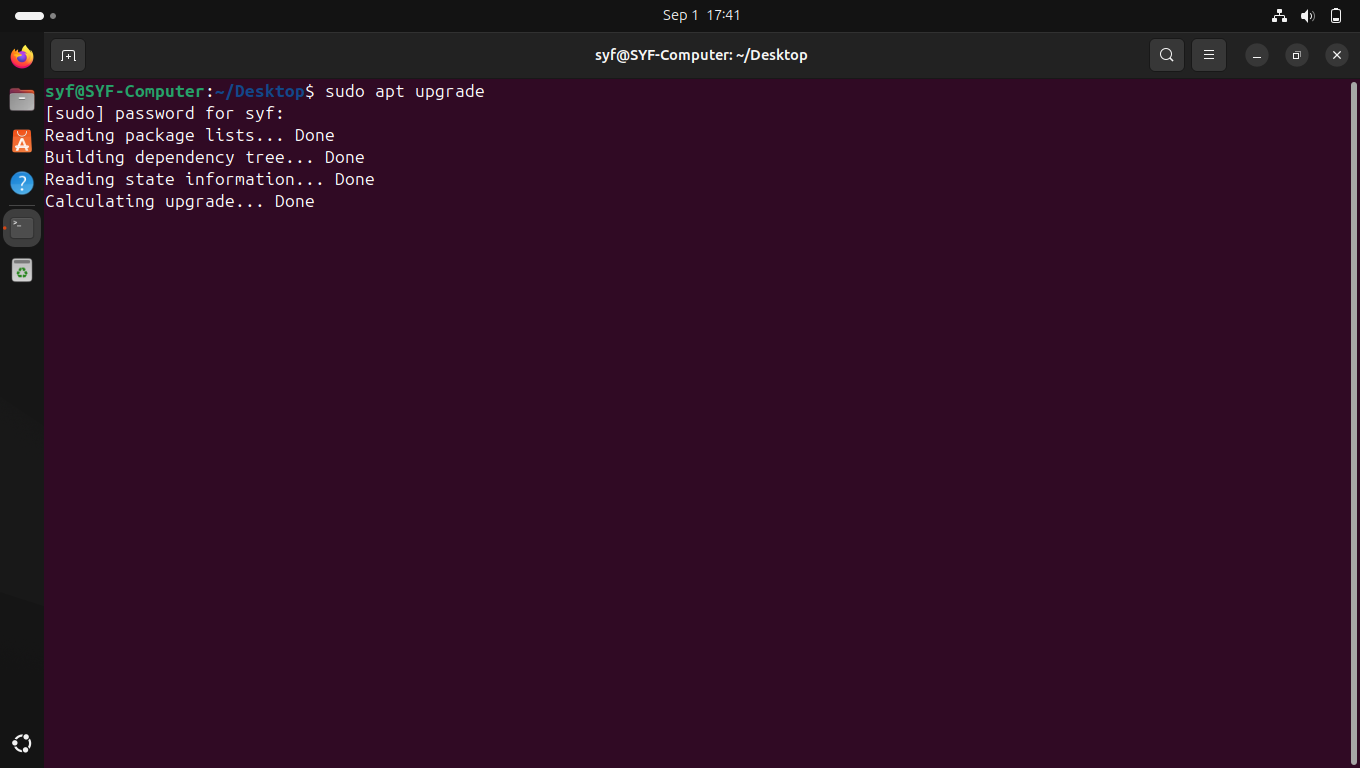 Sep 1 17:41
syf@SYF-Computer: ~/Desktop
syf@SYF-Computer:~/Desktop$ sudo apt upgrade
[sudo] password for syf:
Reading package lists... Done
Building dependency tree... Done
Reading state information... Done
Calculating upgrade... Done